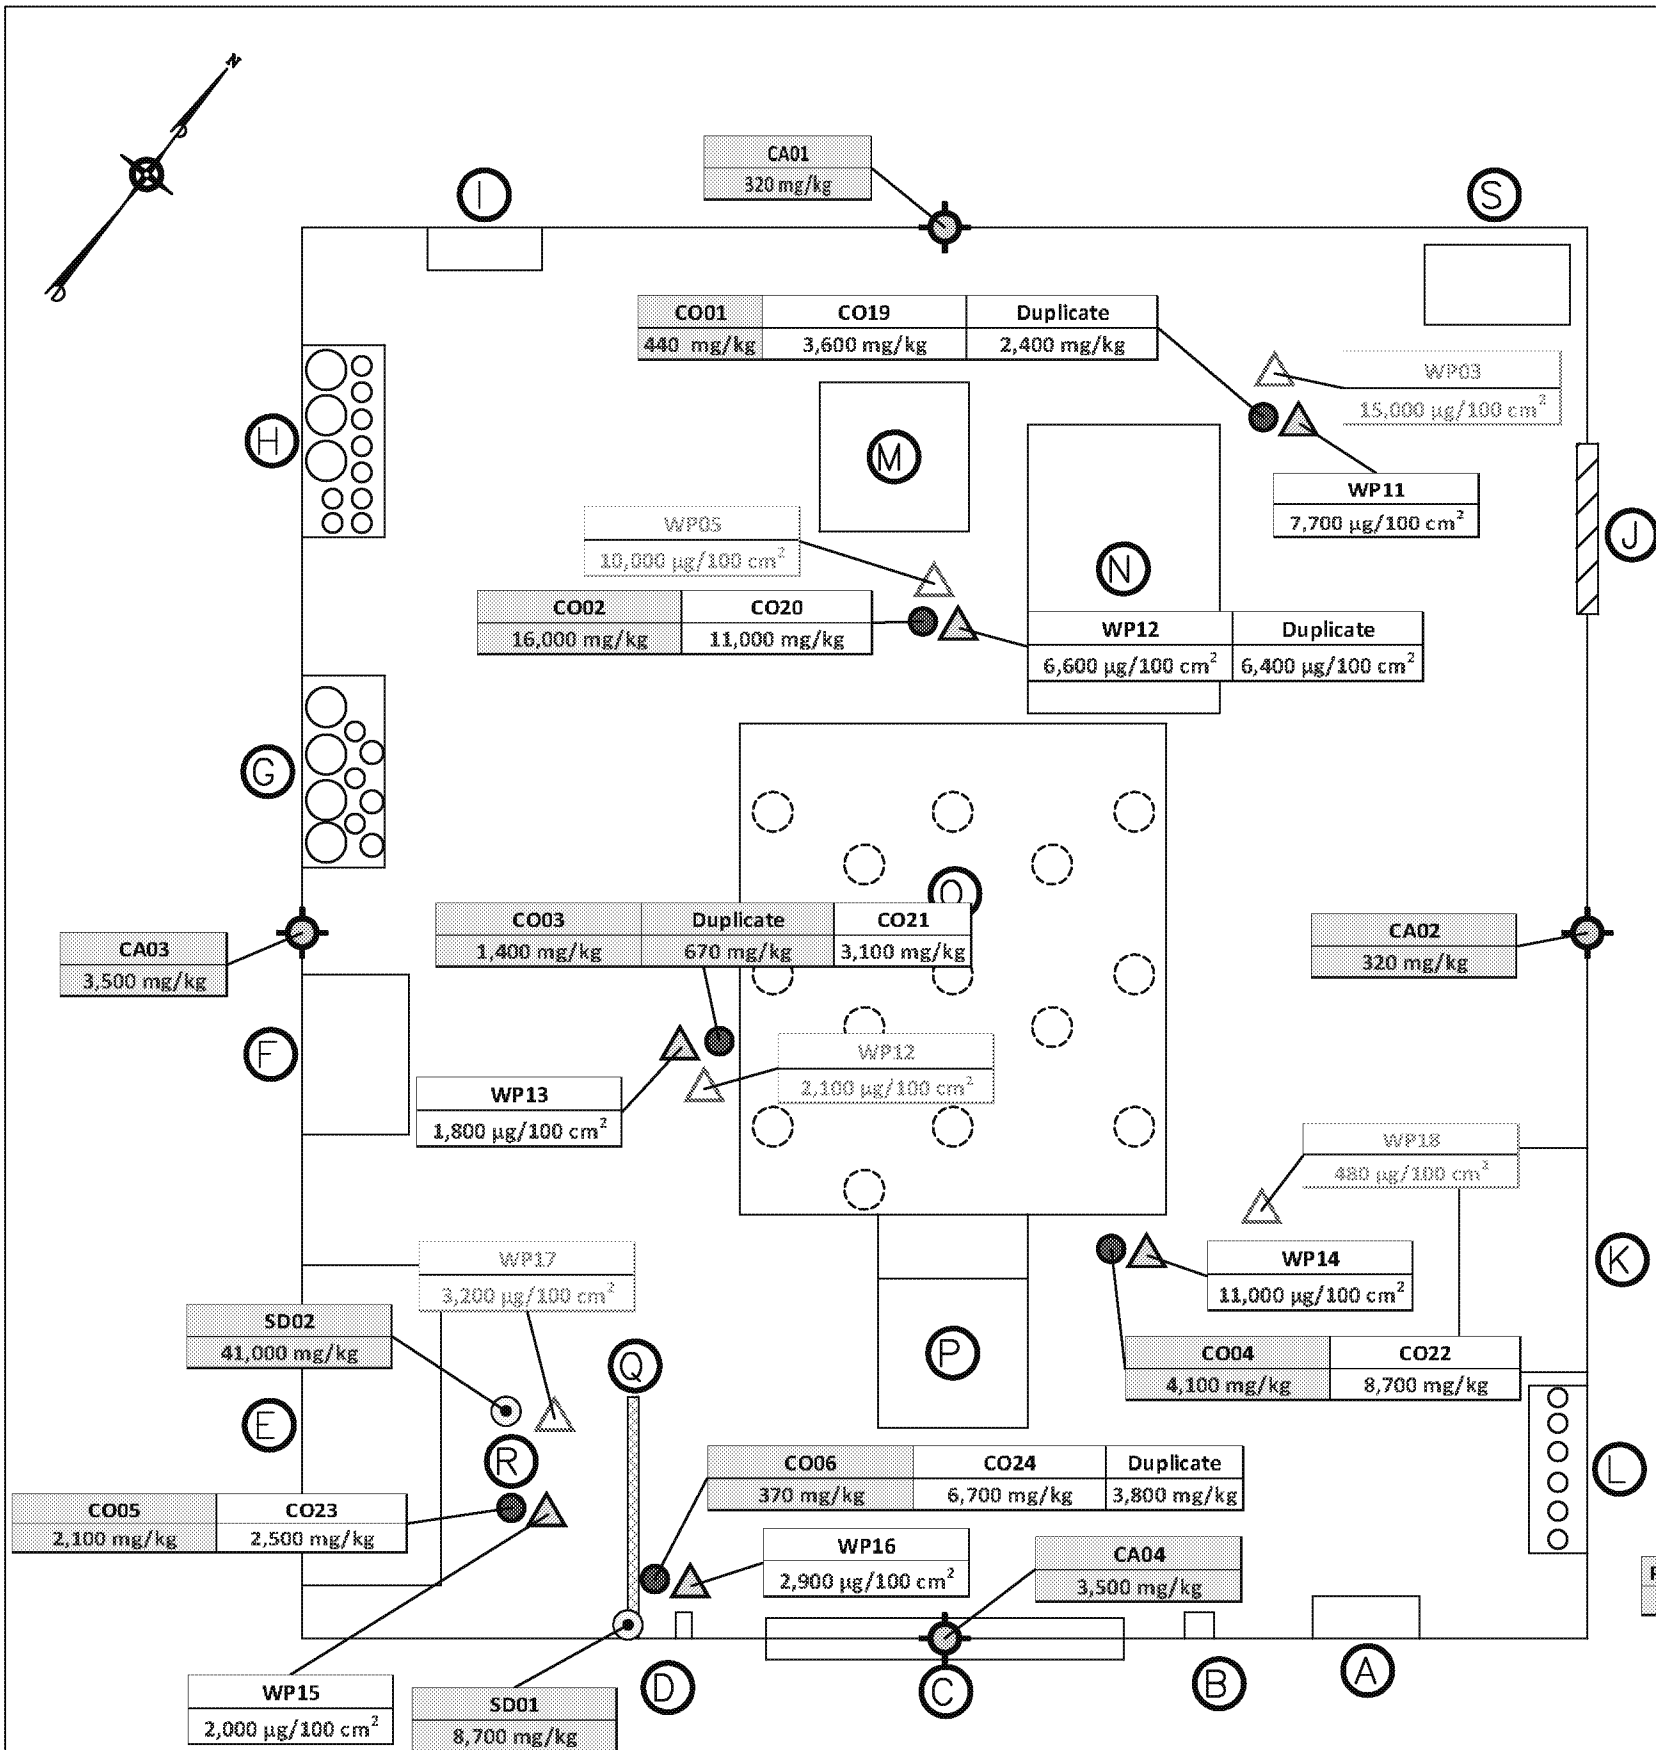 N
CA01
320 mg/kg
I
S
CO01 CO19 Duplicate
440 mg/kg 3,600 mg/kg 2,400 mg/kg
WP03
15,000 µg/100 cm²
H
M
WP11
7,700 µg/100 cm²
J
WP05
10,000 µg/100 cm²
N
CO02 CO20
16,000 mg/kg 11,000 mg/kg
WP12 Duplicate
6,600 µg/100 cm² 6,400 µg/100 cm²
G
O
CO03 Duplicate CO21
1,400 mg/kg 670 mg/kg 3,100 mg/kg
CA03
3,500 mg/kg
CA02
320 mg/kg
F
WP12
2,100 µg/100 cm²
WP13
1,800 µg/100 cm²
WP18
480 µg/100 cm²
WP17
3,200 µg/100 cm²
WP14
11,000 µg/100 cm²
K
SD02
41,000 mg/kg
Q
P
CO04 CO22
4,100 mg/kg 8,700 mg/kg
E
R
CO06 CO24 Duplicate
370 mg/kg 6,700 mg/kg 3,800 mg/kg
L
CO05 CO23
2,100 mg/kg 2,500 mg/kg
WP16
2,900 µg/100 cm²
CA04
3,500 mg/kg
WP15
2,000 µg/100 cm²
SD01
8,700 mg/kg
D
C
B
A